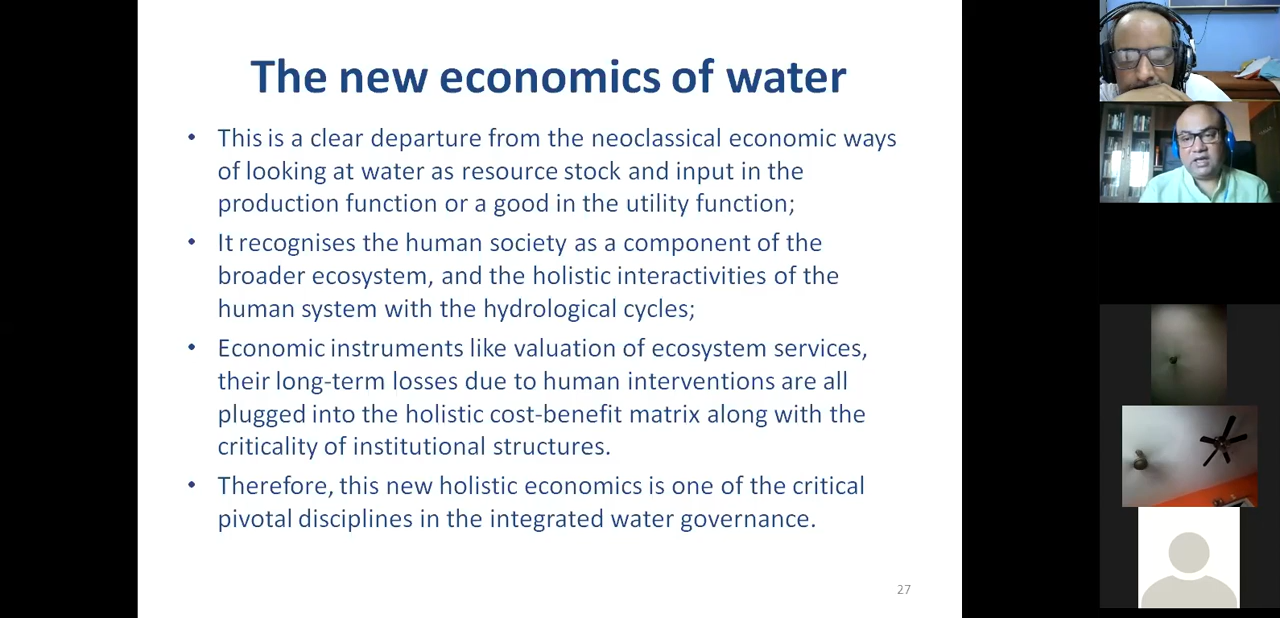 The new economics of water
• This is a clear departure from the neoclassical economic ways
of looking at water as resource stock and input in the
production function or a good in the utility function;
• It recognises the human society as a component of the
broader ecosystem, and the holistic interactivities of the
human system with the hydrological cycles;
• Economic instruments like valuation of ecosystem services,
their long-term losses due to human interventions are all
plugged into the holistic cost-benefit matrix along with the
criticality of institutional structures.
• Therefore, this new holistic economics is one of the critical
pivotal disciplines in the integrated water governance.
27